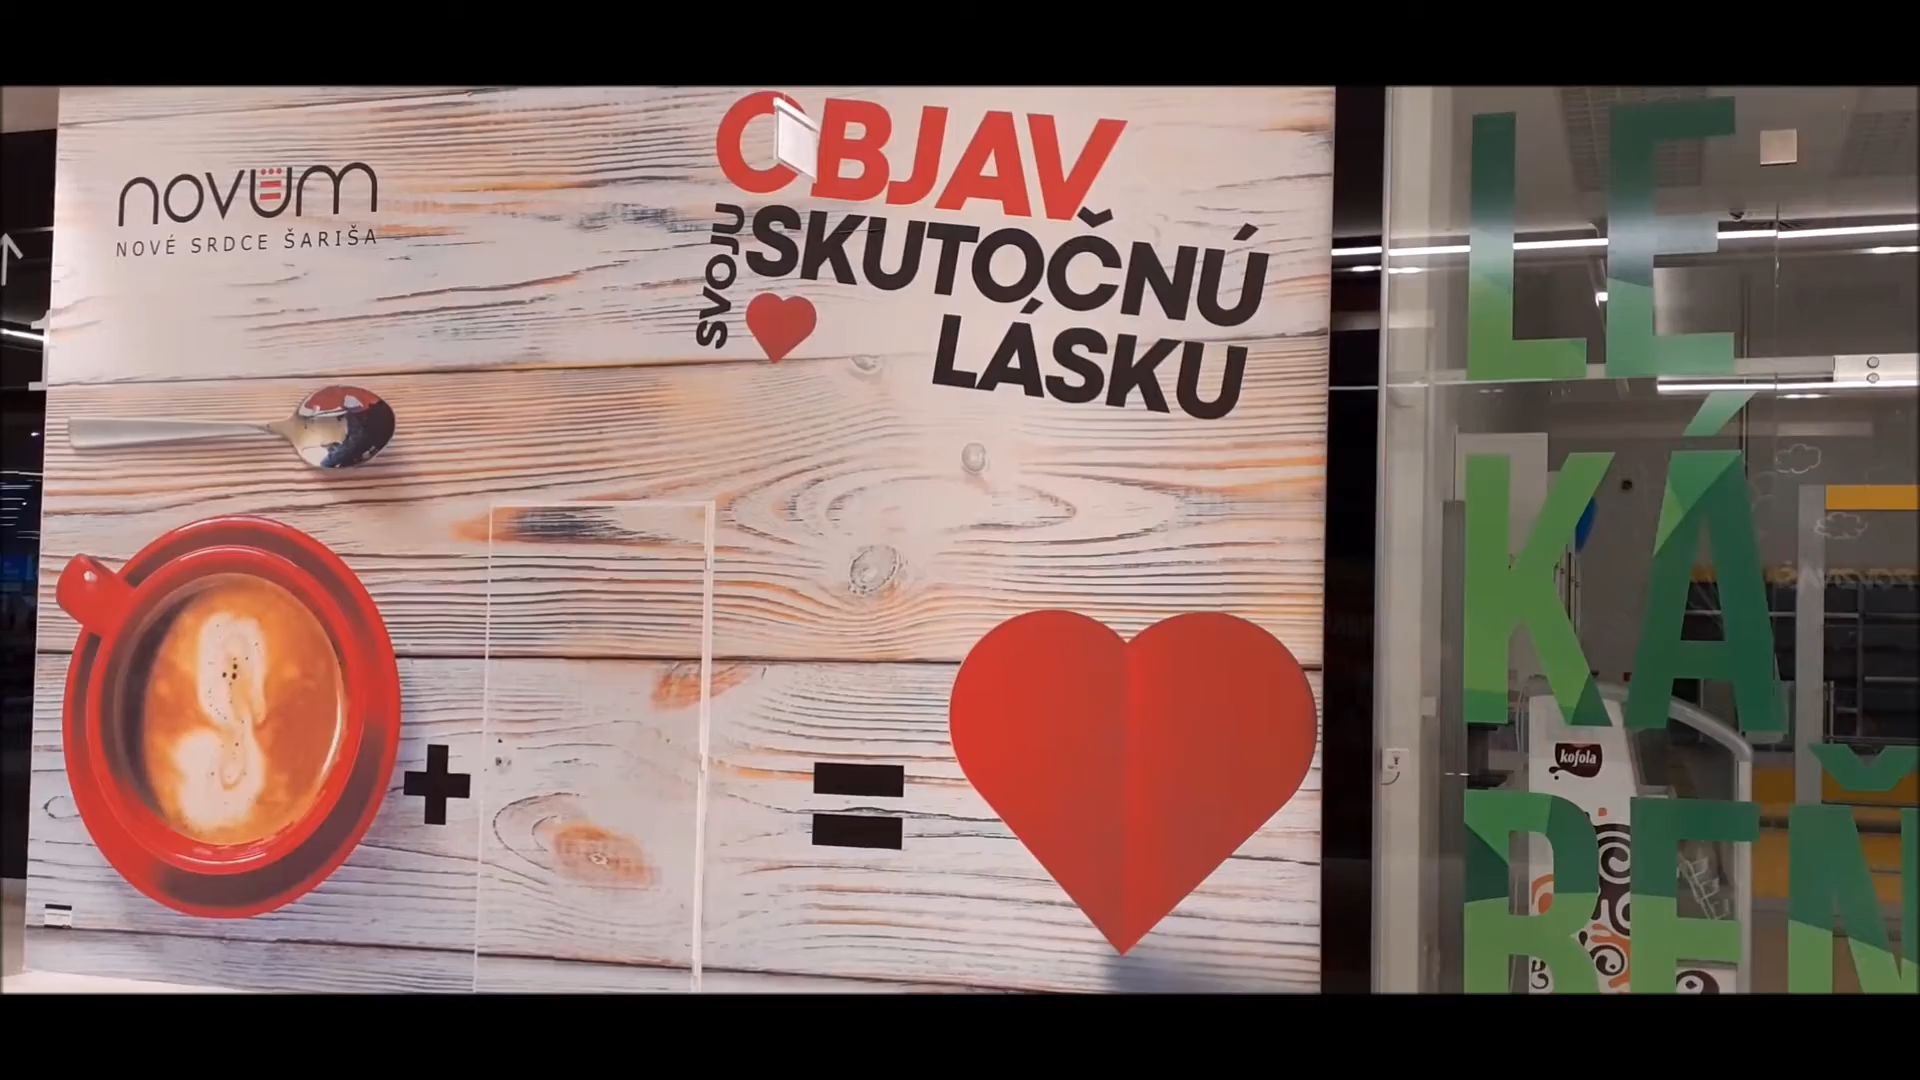 novum
NOVÉ SRDCE ŠARIŠA
OBJAV
SVOJU
SKUTOČNÚ
LÁSKU
+
=
LE
KÁ
REŇ
kofola